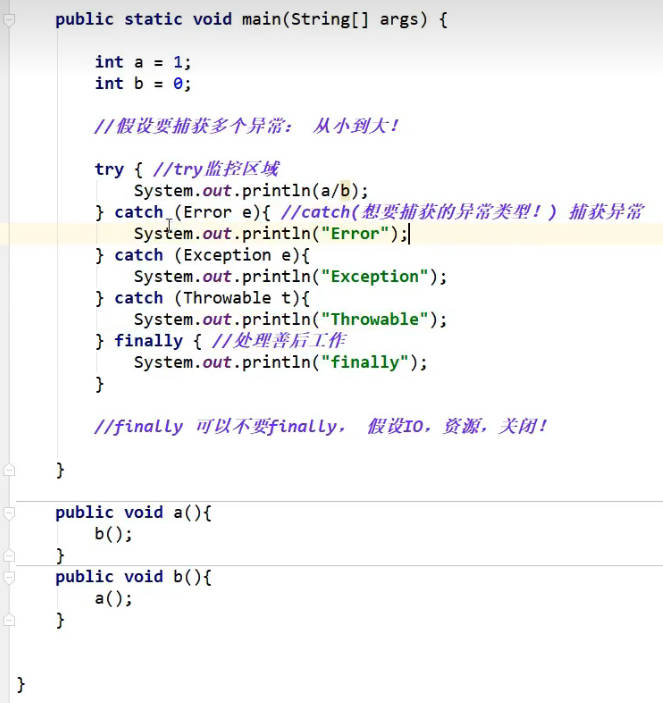 public static void main(String[] args) {
int a = 1;
int b = 0;
//假设要捕获多个异常： 从小到大！
try { //try监控区域
System.out.println(a/b);
} catch (Error e){ //catch(想要捕获的异常类型！) 捕获异常
System.out.println("Error");
} catch (Exception e){
System.out.println("Exception");
} catch (Throwable t){
System.out.println("Throwable");
} finally { //处理善后工作
System.out.println("finally");
}
//finally 可以不要finally， 假设IO，资源，关闭！
}
public void a(){
b();
}
public void b(){
a();
}
}